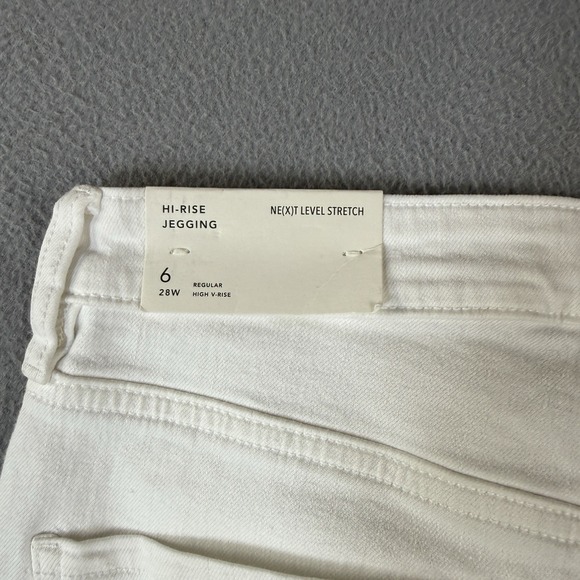 HI-RISE
JEGGING
NE(X)T LEVEL STRETCH
6
28W
REGULAR
HIGH V-RISE